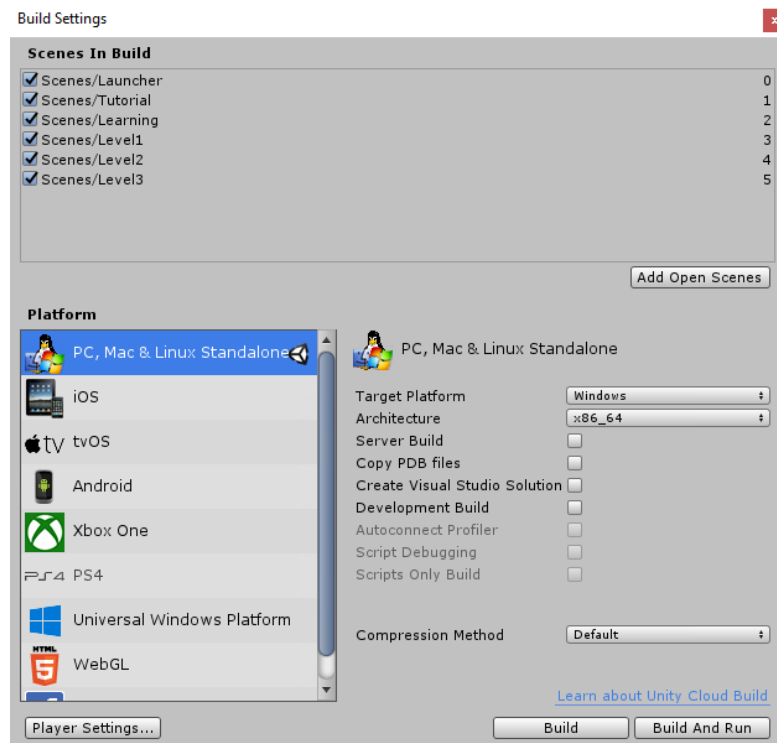 Build Settings
x
Scenes In Build
Scenes/Launcher 0
Scenes/Tutorial 1
Scenes/Learning 2
Scenes/Level1 3
Scenes/Level2 4
Scenes/Level3 5
Add Open Scenes
Platform
PC, Mac & Linux Standalone
iOS
tv tvOS
Android
Xbox One
PS4 PS4
Universal Windows Platform
HTML
5
WebGL
PC, Mac & Linux Standalone
Target Platform Windows
Architecture x86_64
Server Build
Copy PDB files
Create Visual Studio Solution
Development Build
Autoconnect Profiler
Script Debugging
Scripts Only Build
Compression Method Default
Learn about Unity Cloud Build
Player Settings...
Build
Build And Run